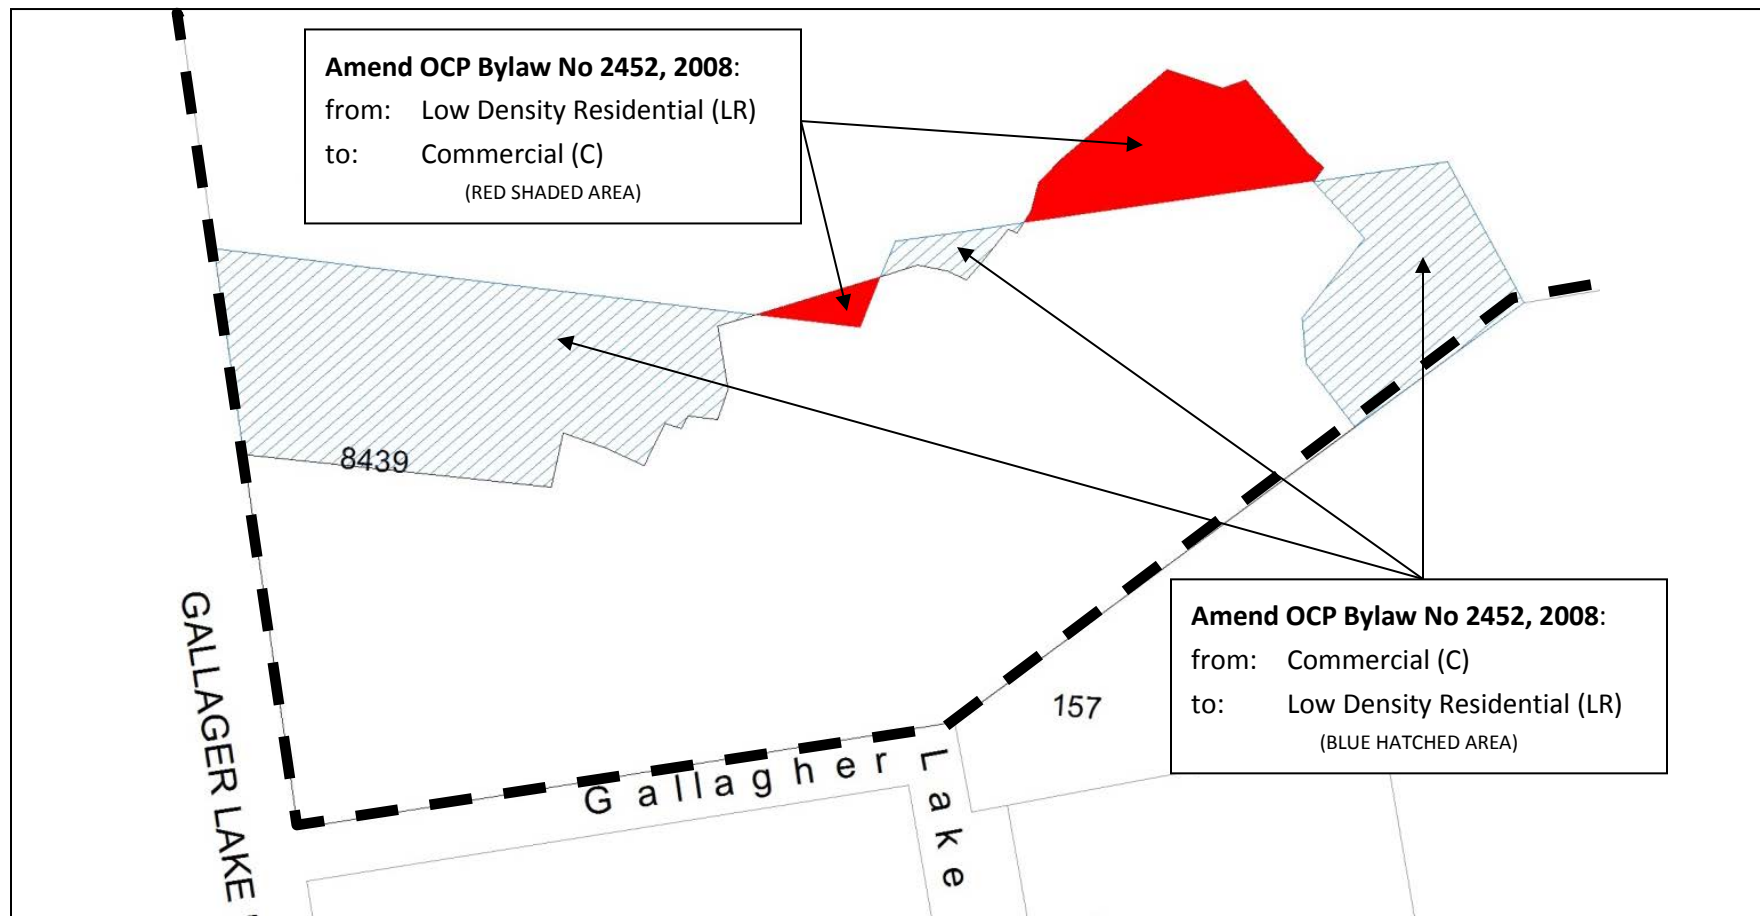 Amend OCP Bylaw No 2452, 2008:
from: Low Density Residential (LR)
to: Commercial (C)
(RED SHADED AREA)
8439
GALLAGER LAKE
Gallagher Lake
157
Amend OCP Bylaw No 2452, 2008:
from: Commercial (C)
to: Low Density Residential (LR)
(BLUE HATCHED AREA)